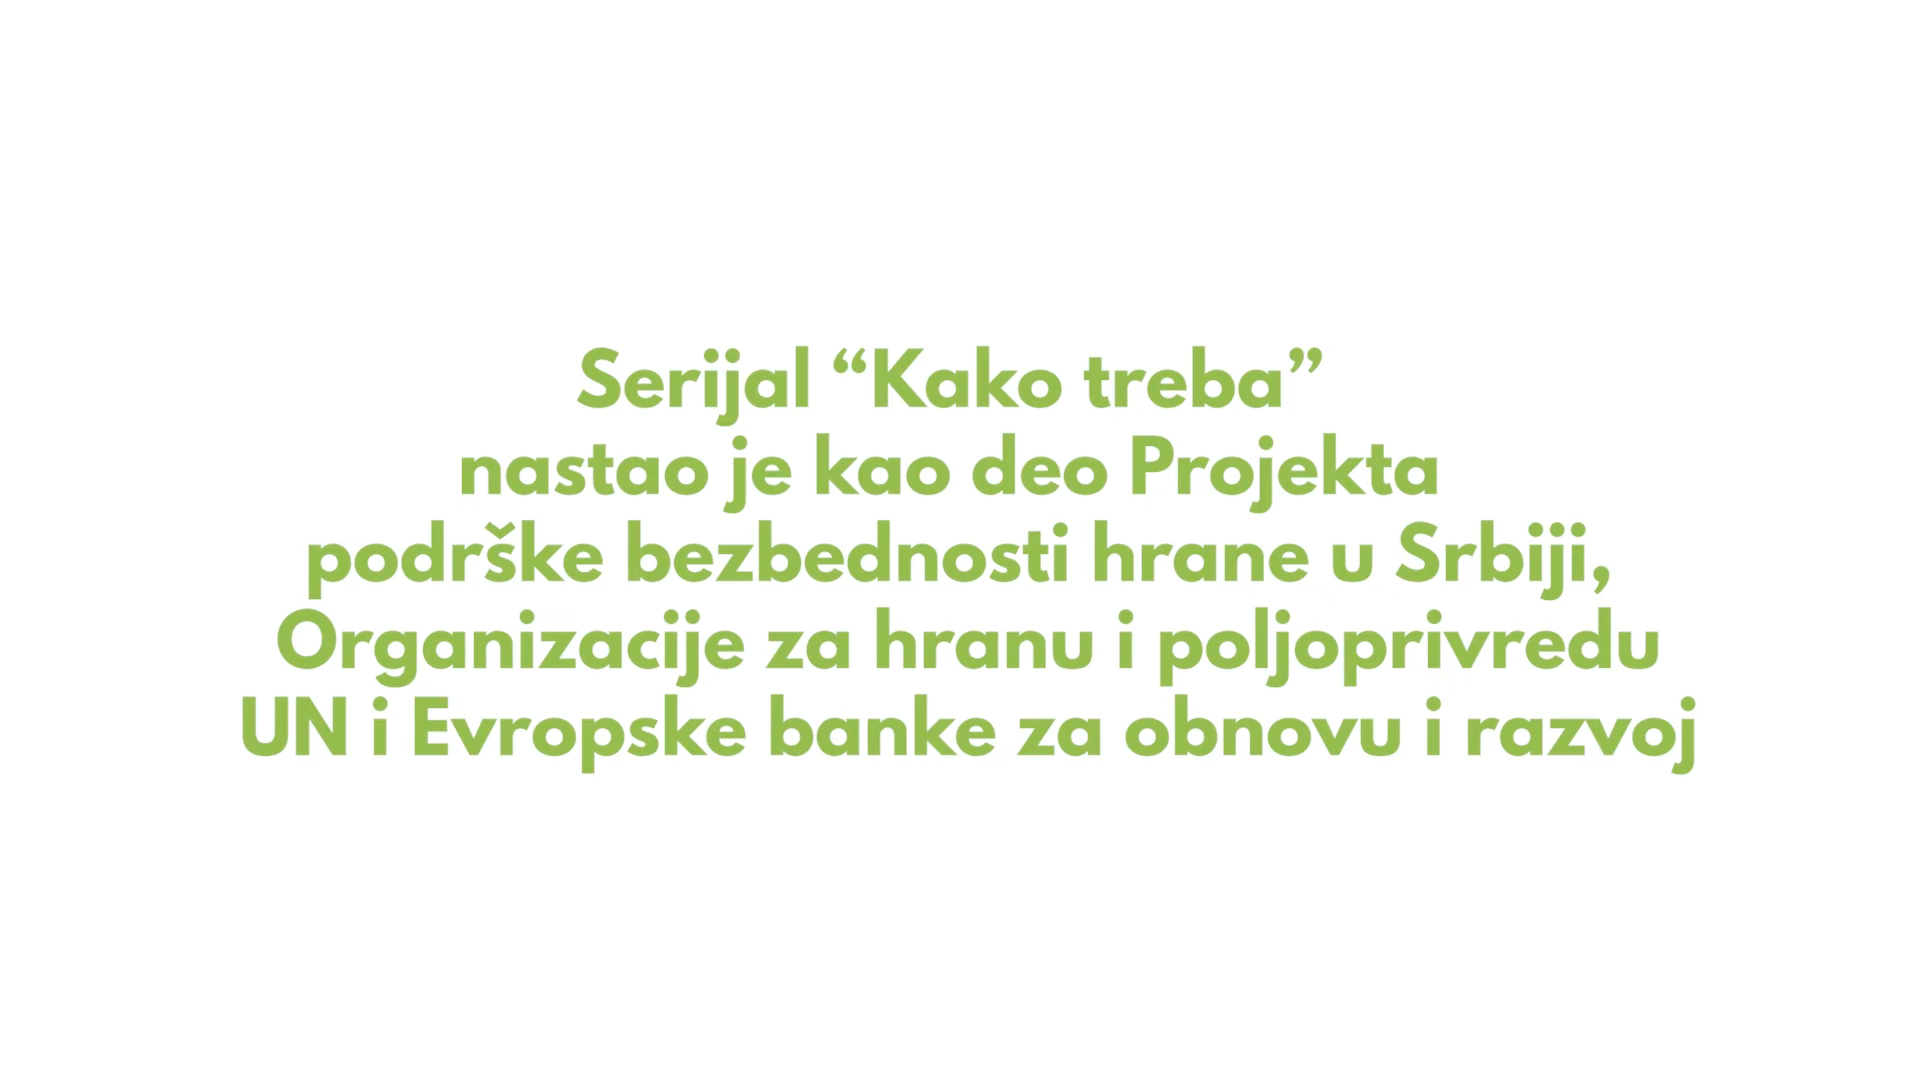 Serijal “Kako treba”
nastao je kao deo Projekta
podrške bezbednosti hrane u Srbiji,
Organizacije za hranu i poljoprivredu
UN i Evropske banke za obnovu i razvoj